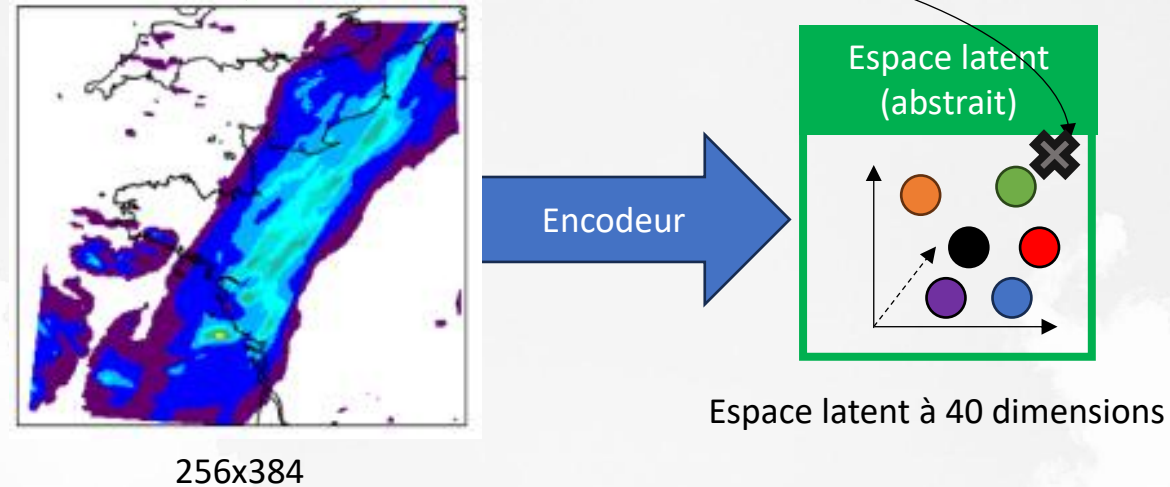 Espace latent
(abstrait)
Encodeur
Espace latent à 40 dimensions
256x384